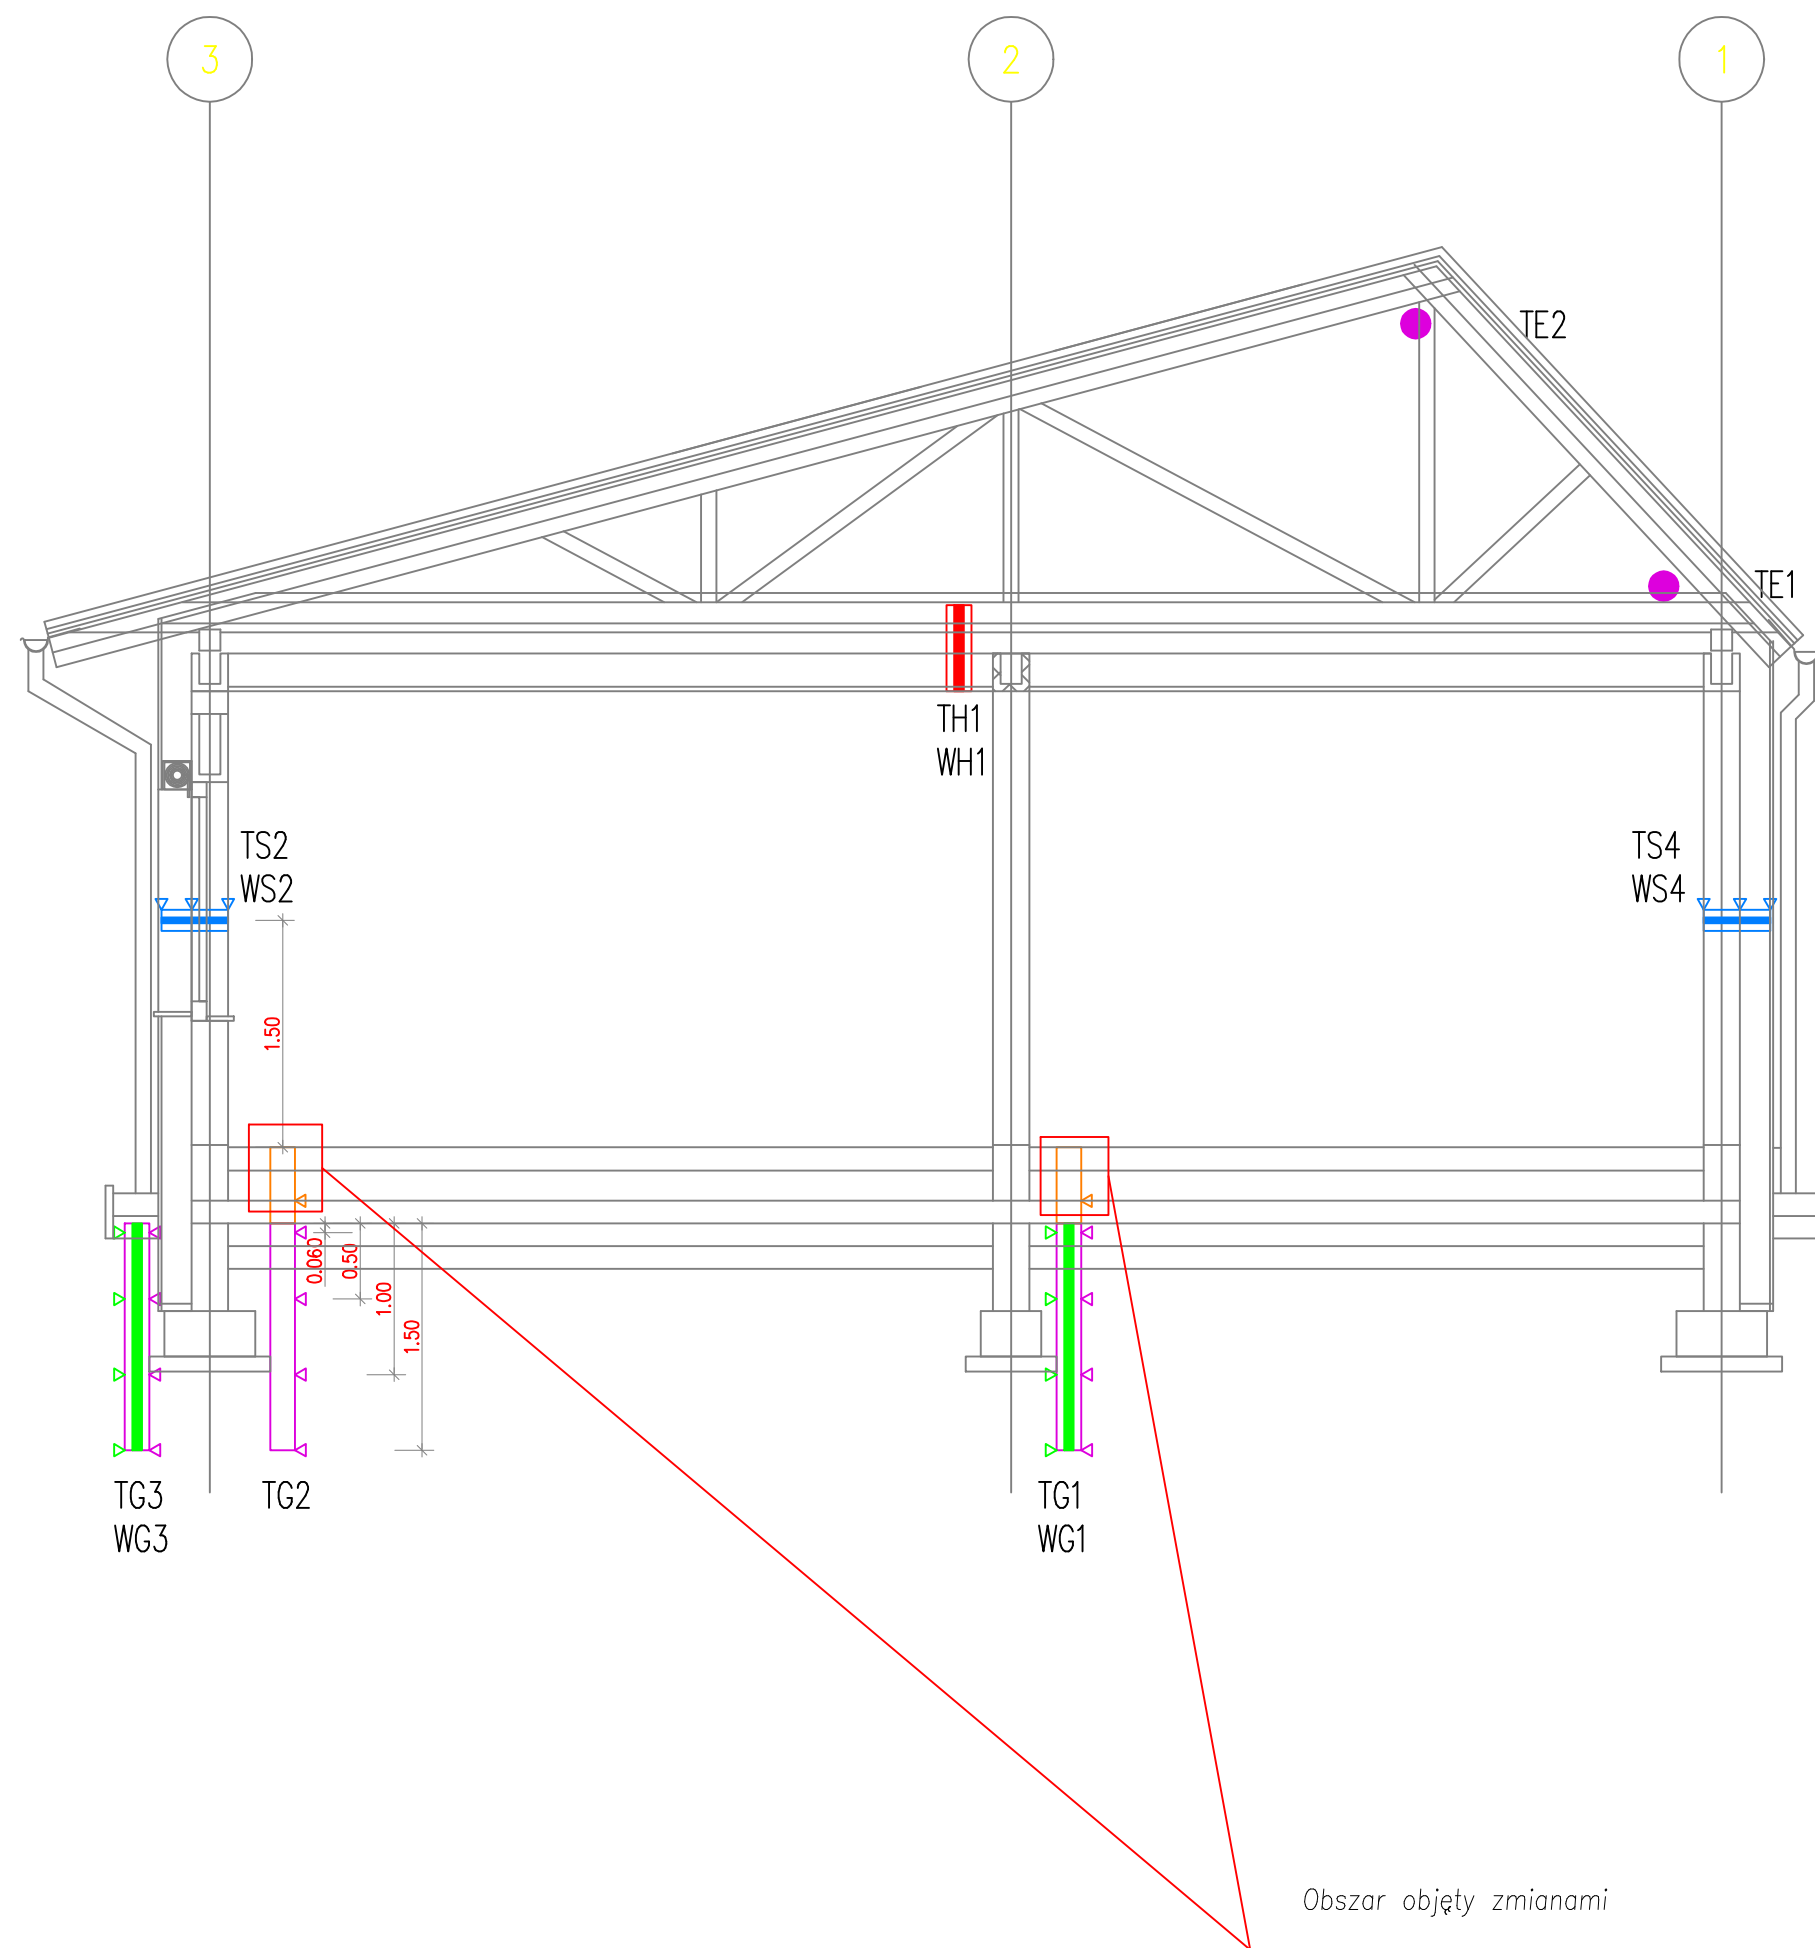 3
2
1
TE2
TE1
TH1
WH1
TS2
WS2
TS4
WS4
1.50
0.060
0.50
1.00
1.50
TG3
WG3
TG2
TG1
WG1
Obszar objęty zmianami